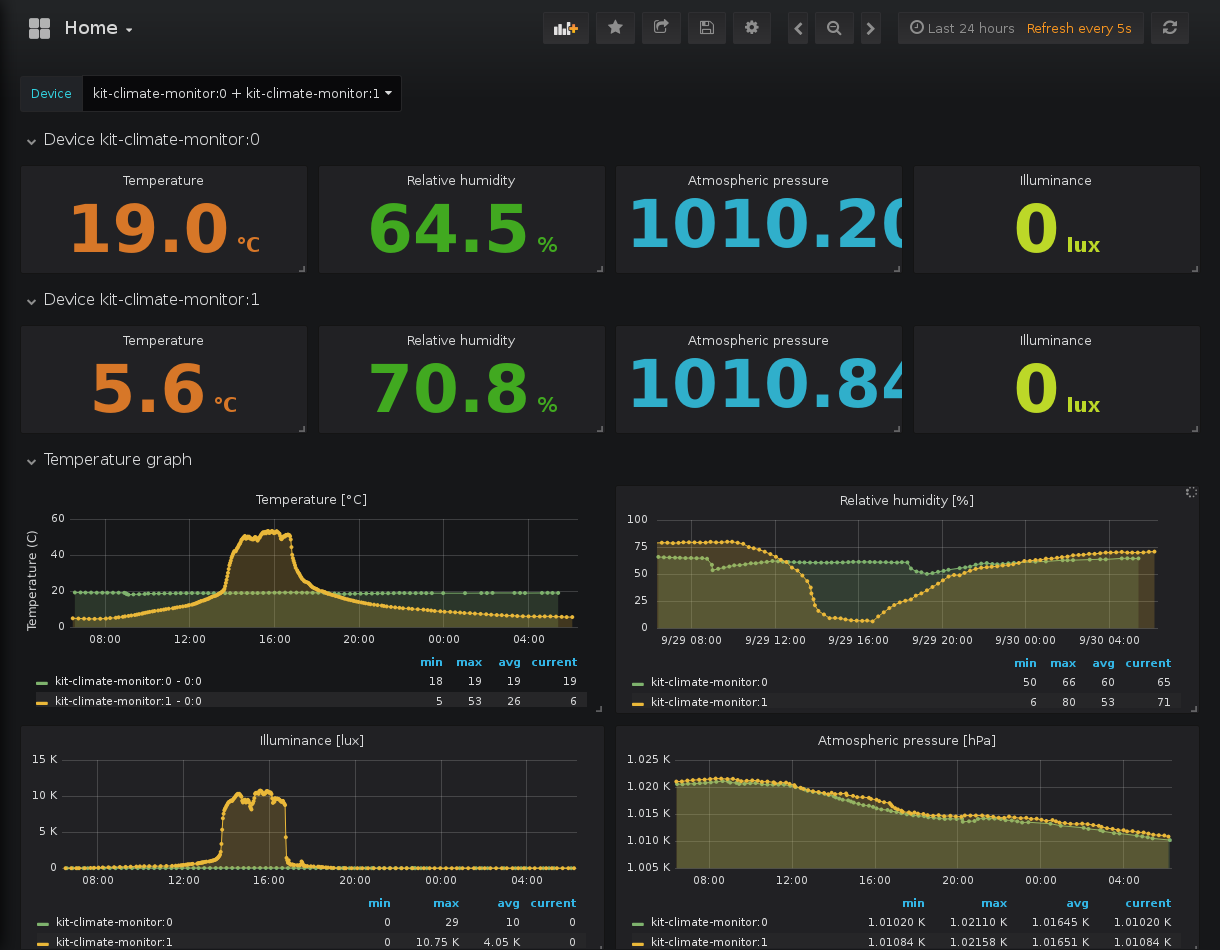 Home
Last 24 hours Refresh every 5s
Device kit-climate-monitor:0 + kit-climate-monitor:1
Device kit-climate-monitor:0
Temperature Relative humidity Atmospheric pressure Illuminance
19.0 °C 64.5 % 1010.20 0 lux
Device kit-climate-monitor:1
Temperature Relative humidity Atmospheric pressure Illuminance
5.6 °C 70.8 % 1010.84 0 lux
Temperature graph
Temperature [°C]
Temperature (C)
60
40
20
0
08:00 12:00 16:00 20:00 00:00 04:00
min max avg current
kit-climate-monitor:0 - 0:0 18 19 19 19
kit-climate-monitor:1 - 0:0 5 53 26 6
Relative humidity [%]
100
75
50
25
0
9/29 08:00 9/29 12:00 9/29 16:00 9/29 20:00 9/30 00:00 9/30 04:00
min max avg current
kit-climate-monitor:0 50 66 60 65
kit-climate-monitor:1 6 80 53 71
Illuminance [lux]
15 K
10 K
5 K
0
08:00 12:00 16:00 20:00 00:00 04:00
min max avg current
kit-climate-monitor:0 0 29 10 0
kit-climate-monitor:1 0 10.75 K 4.05 K 0
Atmospheric pressure [hPa]
1.025 K
1.020 K
1.015 K
1.010 K
1.005 K
08:00 12:00 16:00 20:00 00:00 04:00
min max avg current
kit-climate-monitor:0 1.01020 K 1.02110 K 1.01645 K 1.01020 K
kit-climate-monitor:1 1.01084 K 1.02158 K 1.01651 K 1.01084 K